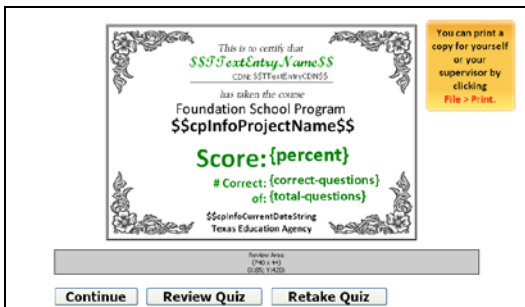 This is to certify that
$$TTextEntryName$$
CDN: $$TTextEntryCDN$$
has taken the course
Foundation School Program
$$cpInfoProjectName$$
Score: {percent}
# Correct: {correct-questions}
of: {total-questions}
$$cpInfoCurrentDateString
Texas Education Agency
You can print a
copy for yourself
or your
supervisor by
clicking
File > Print.
Review Area
(740 x 44)
Continue
Review Quiz
Retake Quiz